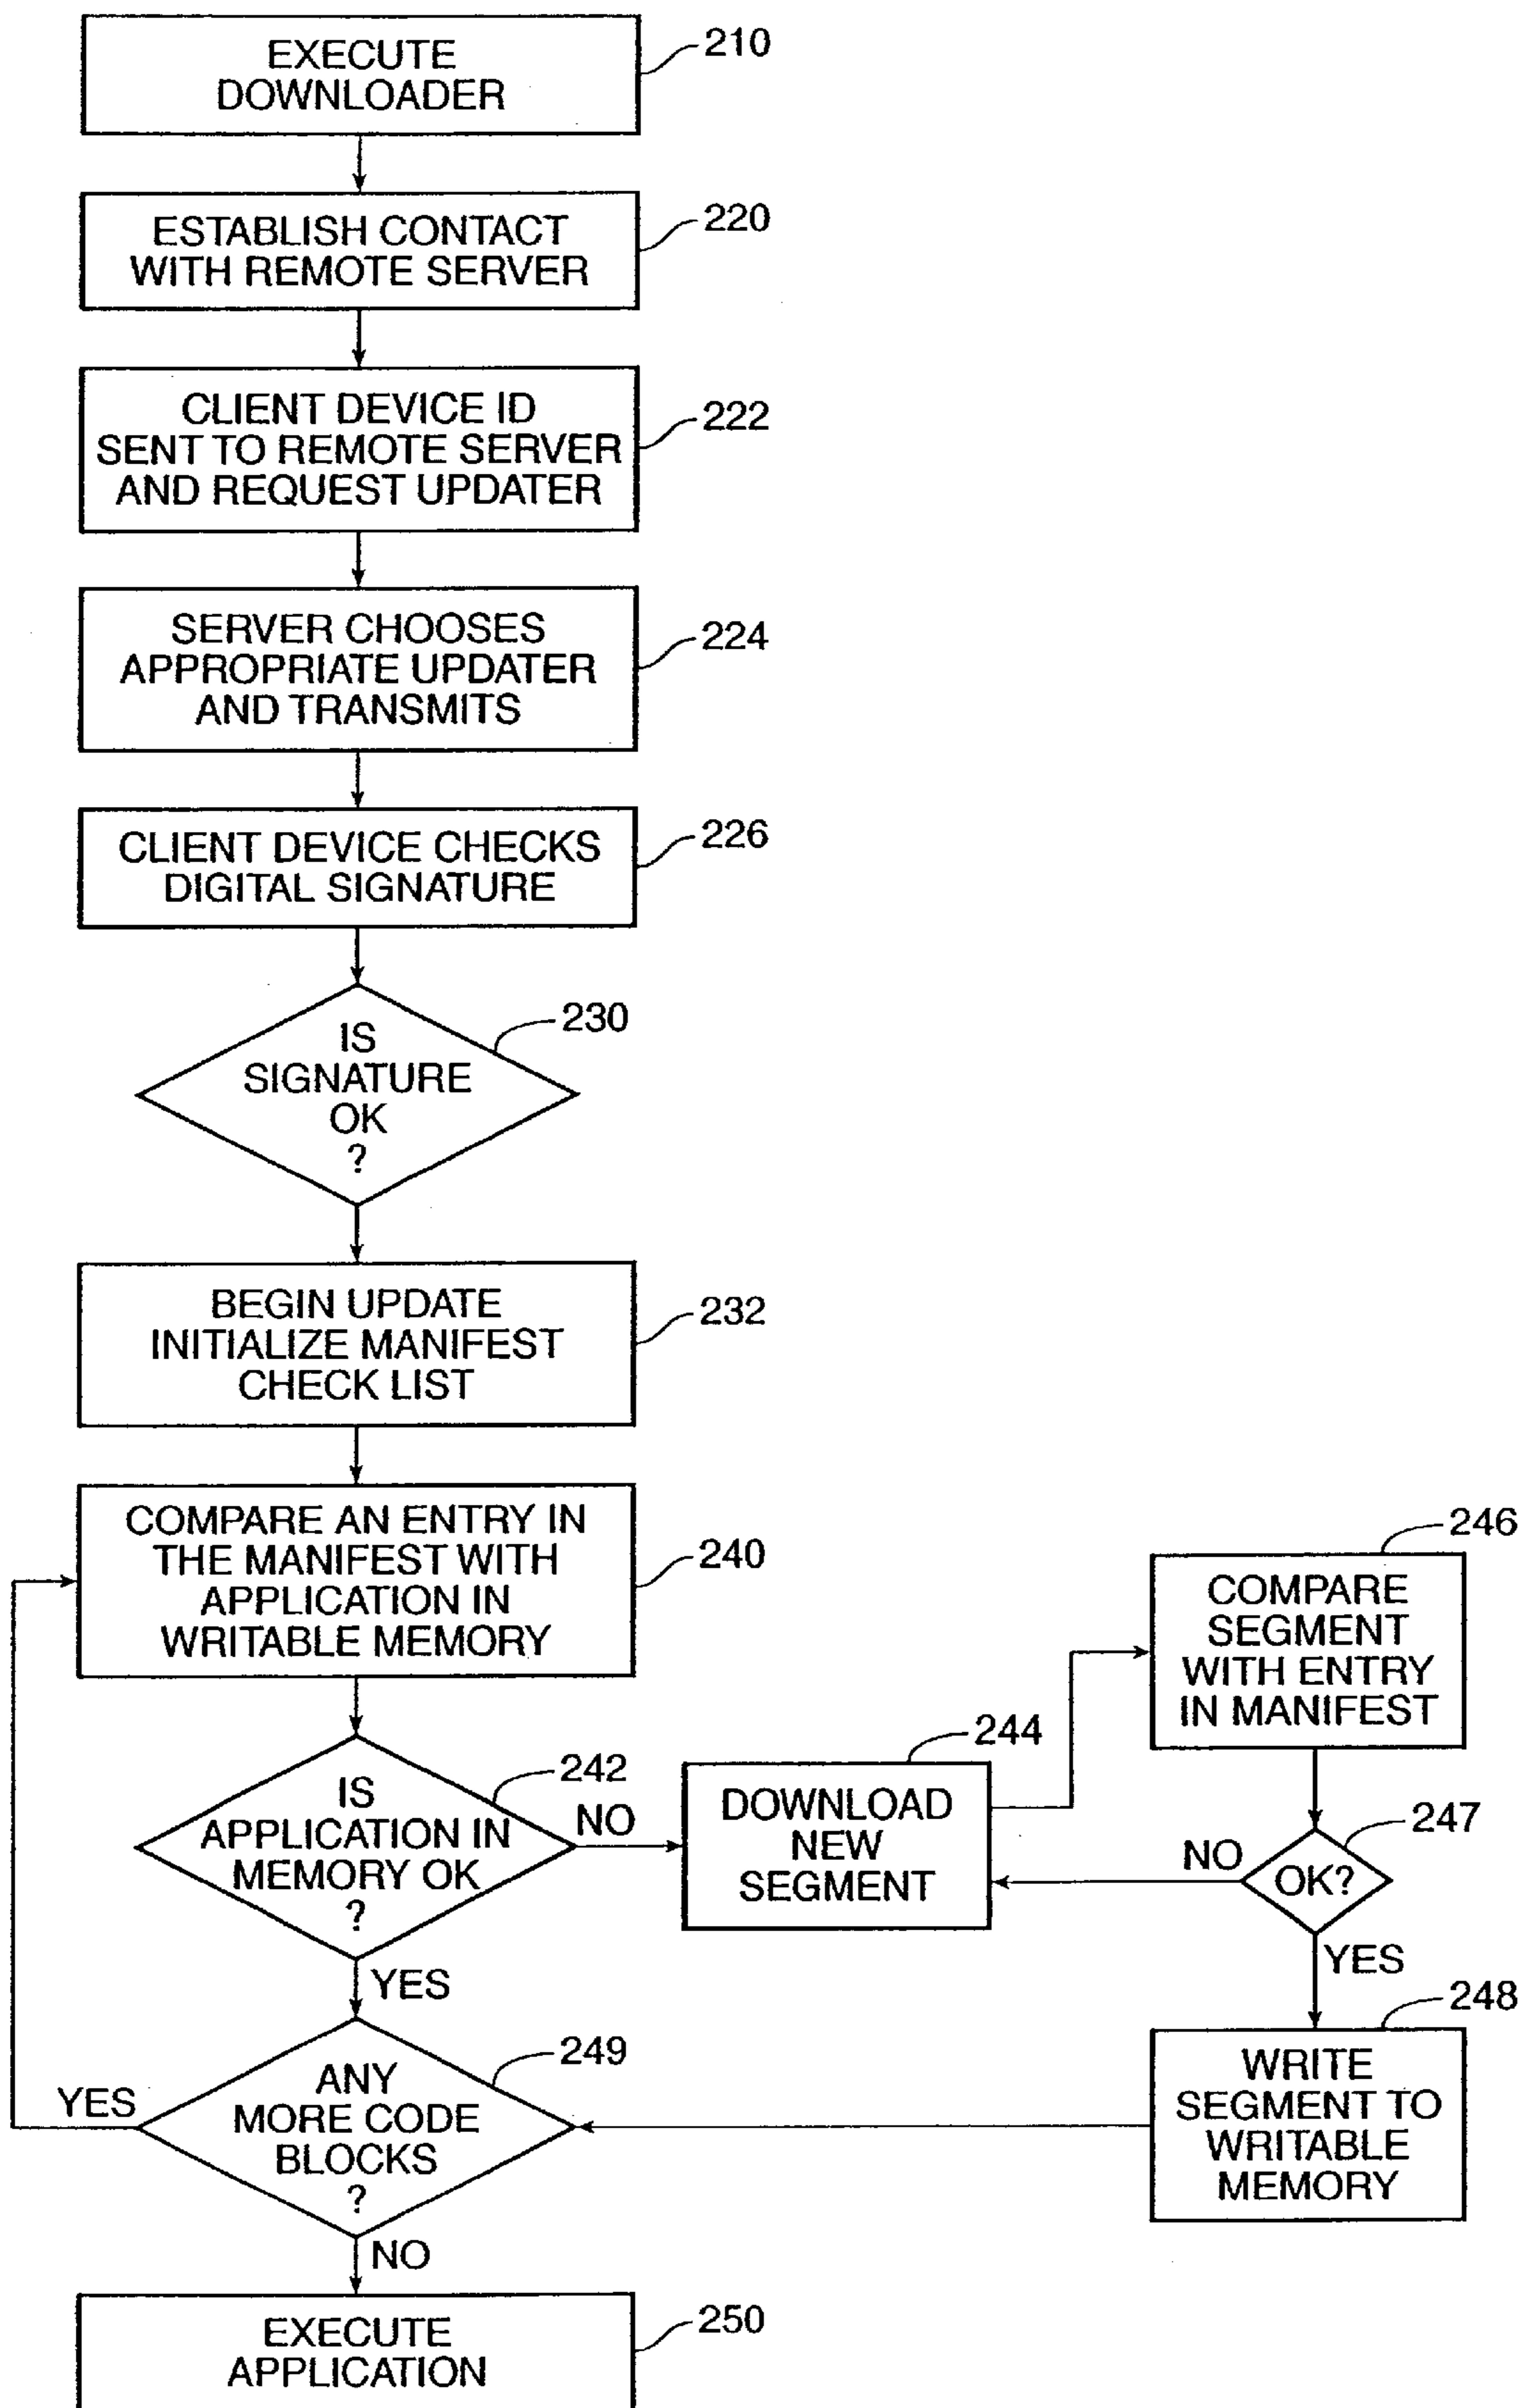 EXECUTE
DOWNLOADER
210
ESTABLISH CONTACT
WITH REMOTE SERVER
220
CLIENT DEVICE ID
SENT TO REMOTE SERVER
AND REQUEST UPDATER
222
SERVER CHOOSES
APPROPRIATE UPDATER
AND TRANSMITS
224
CLIENT DEVICE CHECKS
DIGITAL SIGNATURE
226
IS
SIGNATURE
OK
?
230
BEGIN UPDATE
INITIALIZE MANIFEST
CHECK LIST
232
COMPARE AN ENTRY IN
THE MANIFEST WITH
APPLICATION IN
WRITABLE MEMORY
240
IS
APPLICATION IN
MEMORY OK
?
242
NO
YES
DOWNLOAD
NEW
SEGMENT
244
COMPARE
SEGMENT
WITH ENTRY
IN MANIFEST
246
OK?
247
NO
YES
WRITE
SEGMENT TO
WRITABLE
MEMORY
248
ANY
MORE CODE
BLOCKS
?
249
YES
NO
EXECUTE
APPLICATION
250